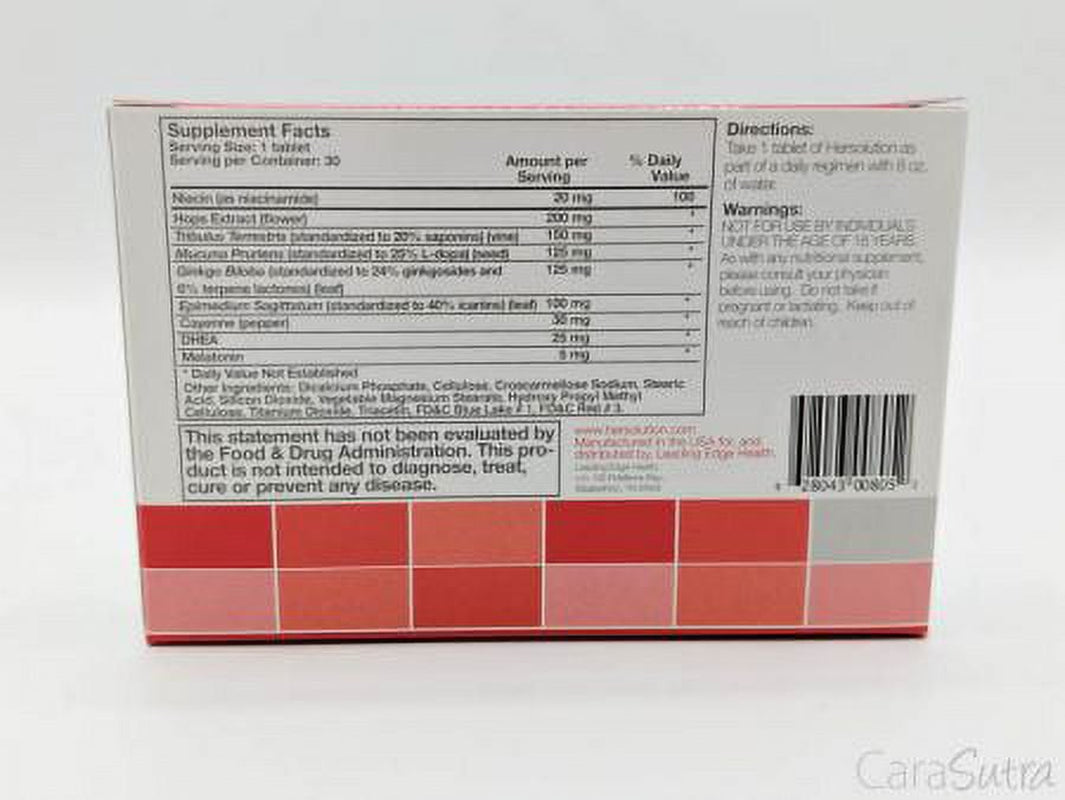 Supplement Facts
Serving Size: 1 tablet
Serving per Container: 30
Amount per Serving
% Daily Value
Niacin (as niacinamide) 20 mg 100
Hops Extract (flower) 200 mg *
Tribulus Terrestris (standardized to 20% saponins) (vine) 150 mg *
Mucuna Pruriens (standardized to 25% L-dopa) (seed) 125 mg *
Ginkgo Biloba (standardized to 24% ginkgosides and 125 mg *
6% terpene lactones) (leaf)
Epimedium Sagittatum (standardized to 40% icariins) (leaf) 100 mg *
Cayenne (pepper) 30 mg *
DHEA 25 mg *
Melatonin 5 mg *
* Daily Value Not Established
Other Ingredients: Dicalcium Phosphate, Cellulose, Croscarmellose Sodium, Stearic
Acid, Silicon Dioxide, Vegetable Magnesium Stearate, Hydroxy Propyl Methyl
Cellulose, Titanium Dioxide, Triacetin, FD&C Blue Lake # 1, FD&C Red # 3.
This statement has not been evaluated by
the Food & Drug Administration. This pro-
duct is not intended to diagnose, treat,
cure or prevent any disease.
Directions:
Take 1 tablet of Hersolution as
part of a daily regimen with 8 oz.
of water.
Warnings:
NOT FOR USE BY INDIVIDUALS
UNDER THE AGE OF 18 YEARS.
As with any nutritional supplement,
please consult your physician
before using. Do not take if
pregnant or lactating. Keep out of
reach of children.
www.hersolution.com
Manufactured in the USA for, and
distributed by, Leading Edge Health.
Leading Edge Health
28043 00805
CaraSutra